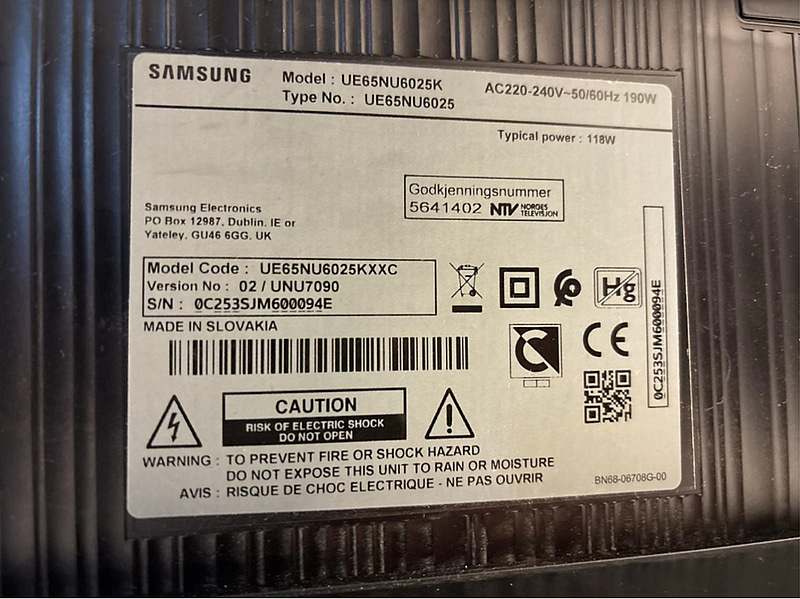 SAMSUNG
Model : UE65NU6025K
Type No. : UE65NU6025
AC220-240V~50/60Hz 190W
Typical power : 118W
Godkjenningsnummer
5641402 NTV NORGES
TELEVISJON
Samsung Electronics
PO Box 12987, Dublin. IE or
Yateley, GU46 6GG, UK
Model Code : UE65NU6025KXXC
Version No : 02 / UNU7090
S/N : 0C253SJM600094E
MADE IN SLOVAKIA
Hg
CE
0C253SJM600094E
CAUTION
RISK OF ELECTRIC SHOCK
DO NOT OPEN
WARNING : TO PREVENT FIRE OR SHOCK HAZARD
DO NOT EXPOSE THIS UNIT TO RAIN OR MOISTURE
AVIS : RISQUE DE CHOC ELECTRIQUE - NE PAS OUVRIR
BN68-06708G-00